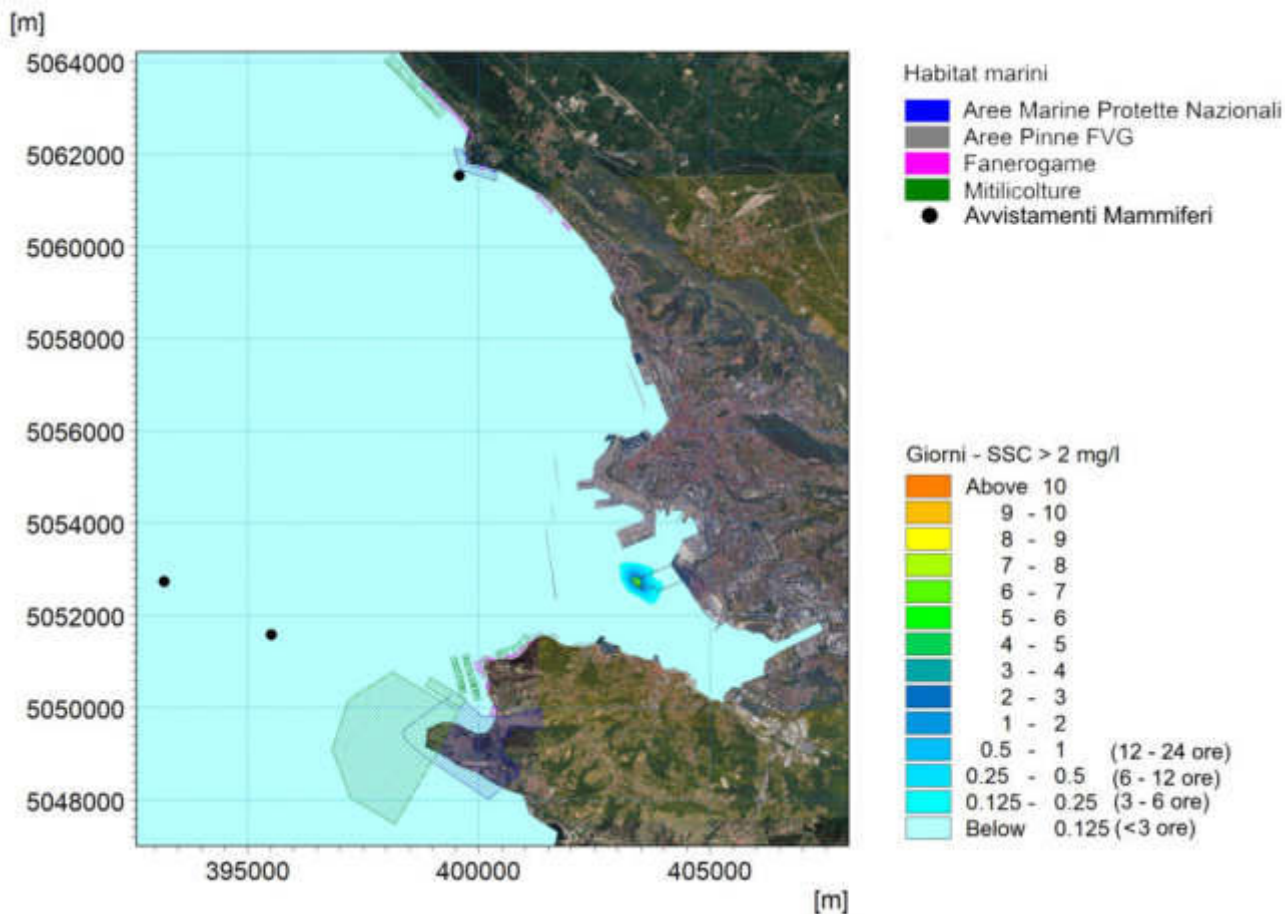 [m]
5064000
5062000
5060000
5058000
5056000
5054000
5052000
5050000
5048000
395000
400000
405000
[m]
Habitat marini
Aree Marine Protette Nazionali
Aree Pinne FVG
Fanerogame
Mitilicolture
Avvistamenti Mammiferi
Giorni - SSC > 2 mg/l
Above 10
9 - 10
8 - 9
7 - 8
6 - 7
5 - 6
4 - 5
3 - 4
2 - 3
1 - 2
0.5 - 1 (12 - 24 ore)
0.25 - 0.5 (6 - 12 ore)
0.125 - 0.25 (3 - 6 ore)
Below 0.125 (<3 ore)